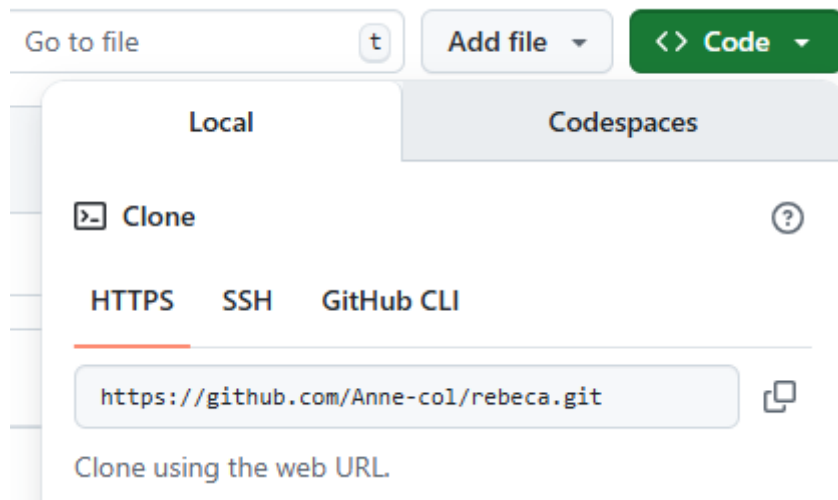 Go to file t Add file <> Code
Local Codespaces
Clone
HTTPS SSH GitHub CLI
https://github.com/Anne-col/rebeca.git
Clone using the web URL.